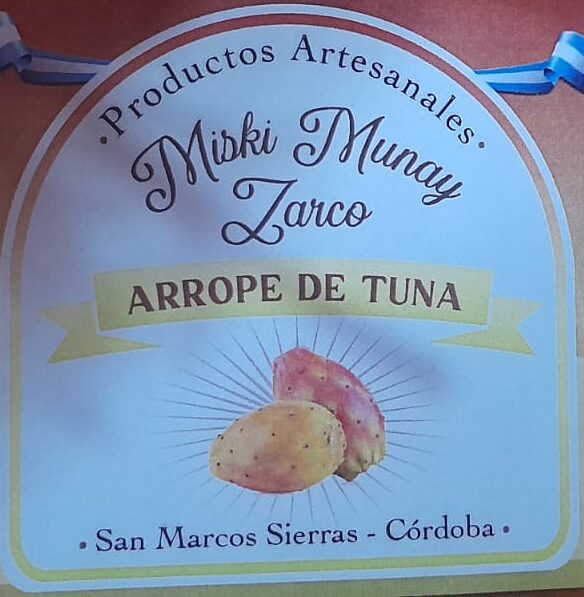 ·Productos Artesanales·
Miski Munay
Zarco
ARROPE DE TUNA
· San Marcos Sierras - Córdoba ·